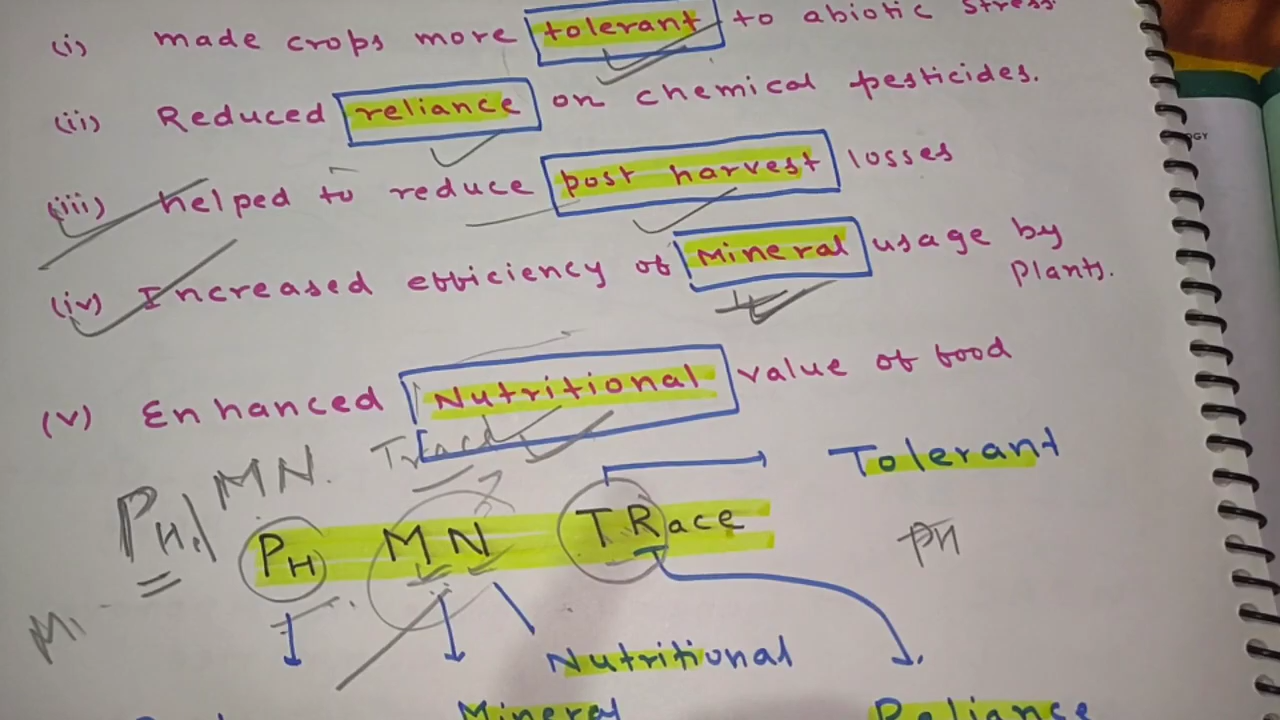 (i) made crops more tolerant to abiotic stress
(ii) Reduced reliance on chemical pesticides.
(iii) helped to reduce post harvest losses
(iv) Increased efficiency of Mineral usage by
plants.
(v) Enhanced Nutritional value of food
Trace
PH MN.
Tolerant
PH MN TRace
PH
M
Nutritional
Mineral
Reliance
OGY